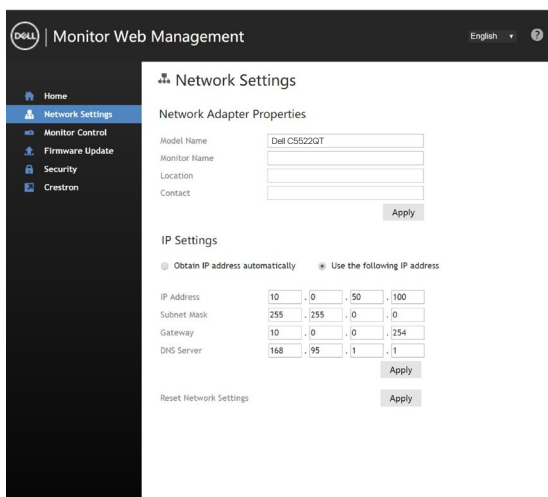 DELL | Monitor Web Management
English
?
Home
Network Settings
Monitor Control
Firmware Update
Security
Crestron
Network Settings
Network Adapter Properties
Model Name Dell C5522QT
Monitor Name
Location
Contact
Apply
IP Settings
Obtain IP address automatically Use the following IP address
IP Address 10 . 0 . 50 . 100
Subnet Mask 255 . 255 . 0 . 0
Gateway 10 . 0 . 0 . 254
DNS Server 168 . 95 . 1 . 1
Apply
Reset Network Settings Apply